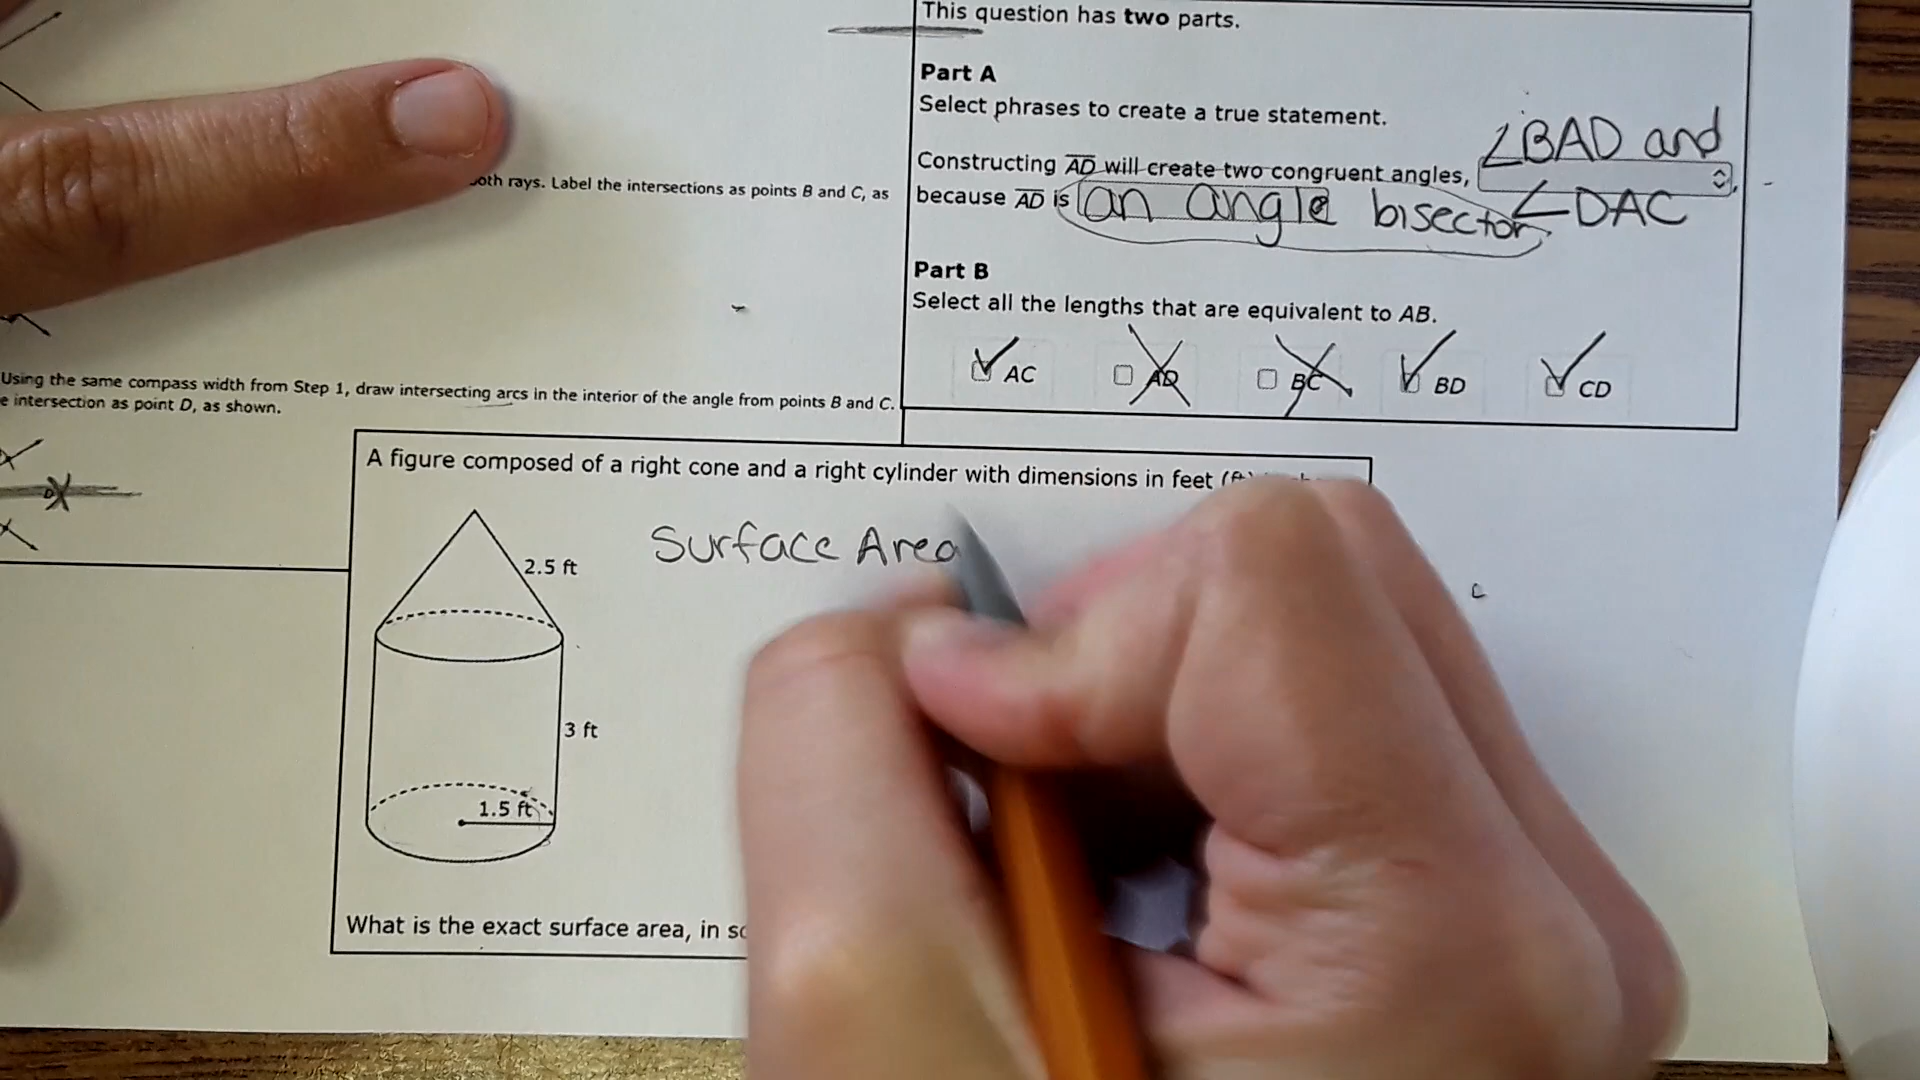 This question has two parts.
Part A
Select phrases to create a true statement.
∠BAD and
Constructing AD will create two congruent angles,
∠DAC
because AD is an angle bisector.
Part B
Select all the lengths that are equivalent to AB.
AC AD BC BD CD
both rays. Label the intersections as points B and C, as
Using the same compass width from Step 1, draw intersecting arcs in the interior of the angle from points B and C.
intersection as point D, as shown.
D
A figure composed of a right cone and a right cylinder with dimensions in feet (ft)
Surface Area
2.5 ft
3 ft
1.5 ft
What is the exact surface area, in
c